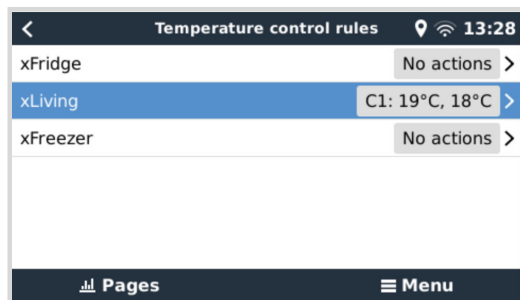 Temperature control rules 13:28
xFridge No actions
xLiving C1: 19°C, 18°C
xFreezer No actions
Pages Menu